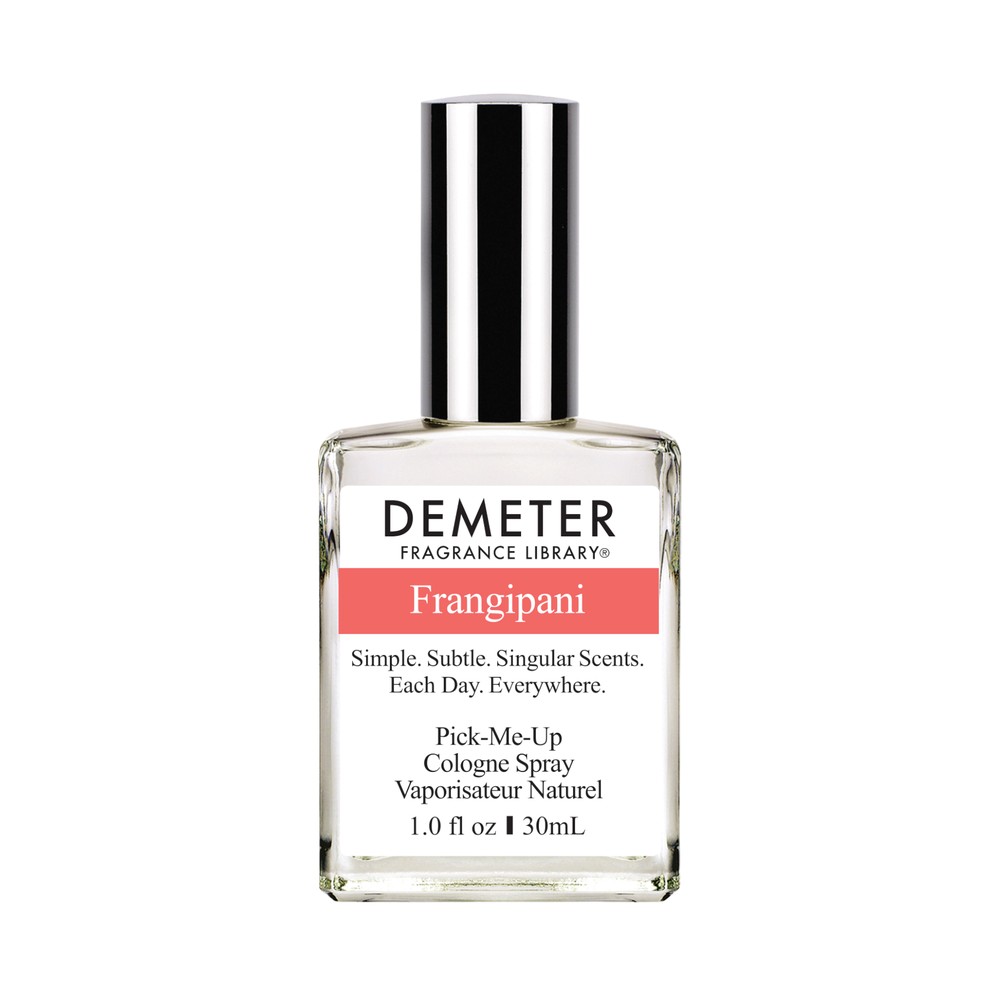 DEMETER
FRAGRANCE LIBRARY®
Frangipani
Simple. Subtle. Singular Scents.
Each Day. Everywhere.
Pick-Me-Up
Cologne Spray
Vaporisateur Naturel
1.0 fl oz ❙ 30mL